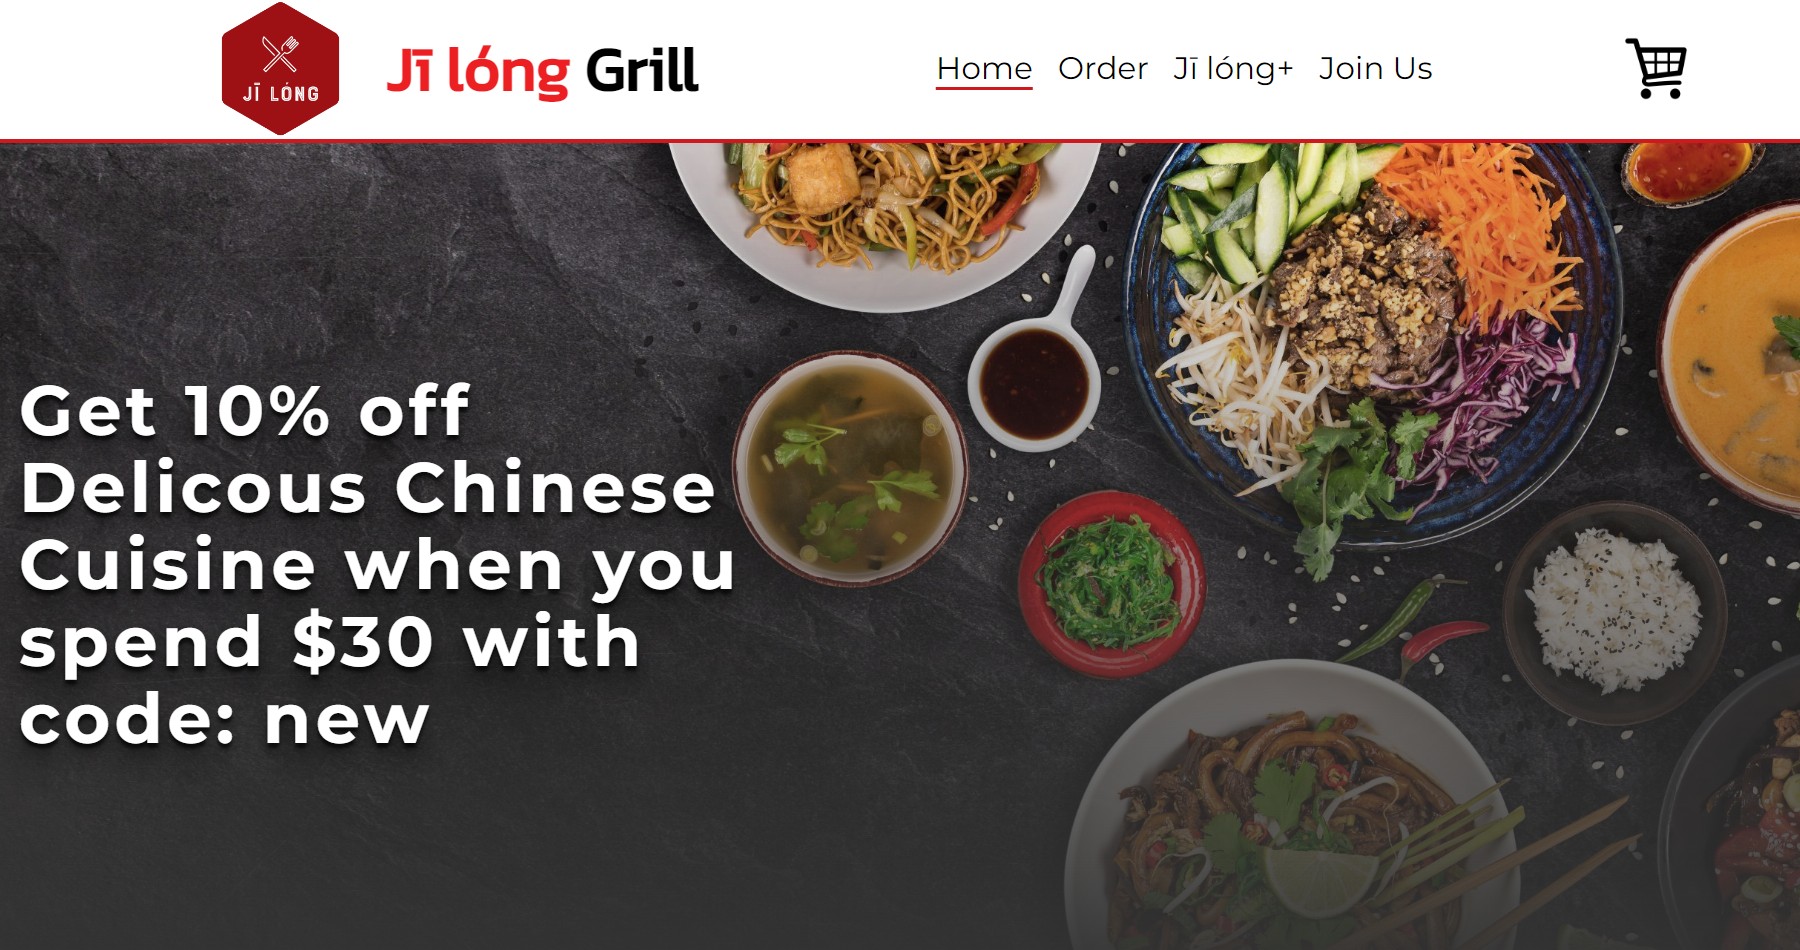 JĪ LÓNG
Jī lóng Grill
Home Order Jī lóng+ Join Us
Get 10% off
Delicous Chinese
Cuisine when you
spend $30 with
code: new